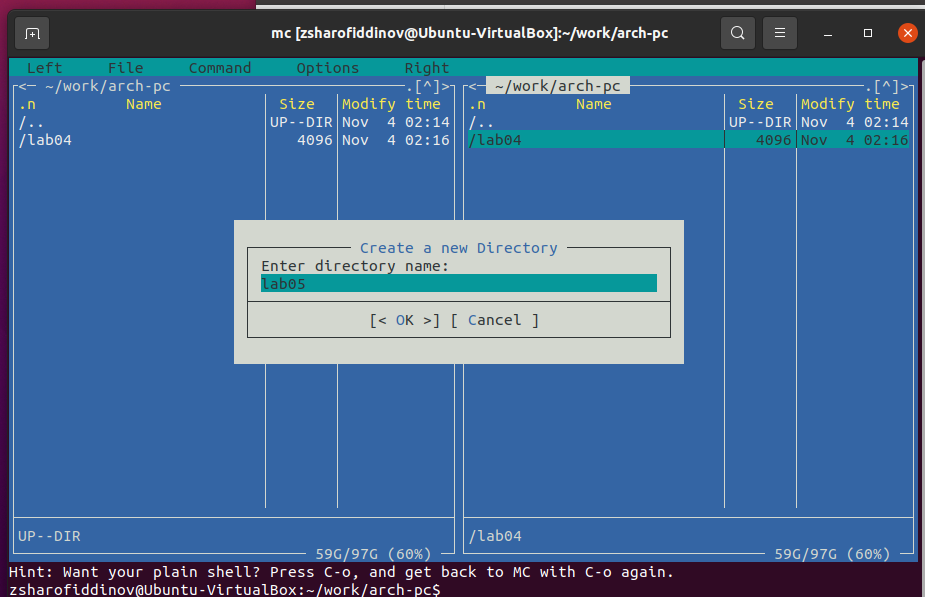 mc [zsharofiddinov@Ubuntu-VirtualBox]:~/work/arch-pc
Left File Command Options Right
<─ ~/work/arch-pc ─.[^]>
.n Name Size Modify time
/.. UP--DIR Nov 4 02:14
/lab04 4096 Nov 4 02:16
UP--DIR
59G/97G (60%)
<─ ~/work/arch-pc ─.[^]>
.n Name Size Modify time
/.. UP--DIR Nov 4 02:14
/lab04 4096 Nov 4 02:16
/lab04
59G/97G (60%)
Create a new Directory
Enter directory name:
lab05
[< OK >] [ Cancel ]
Hint: Want your plain shell? Press C-o, and get back to MC with C-o again.
zsharofiddinov@Ubuntu-VirtualBox:~/work/arch-pc$